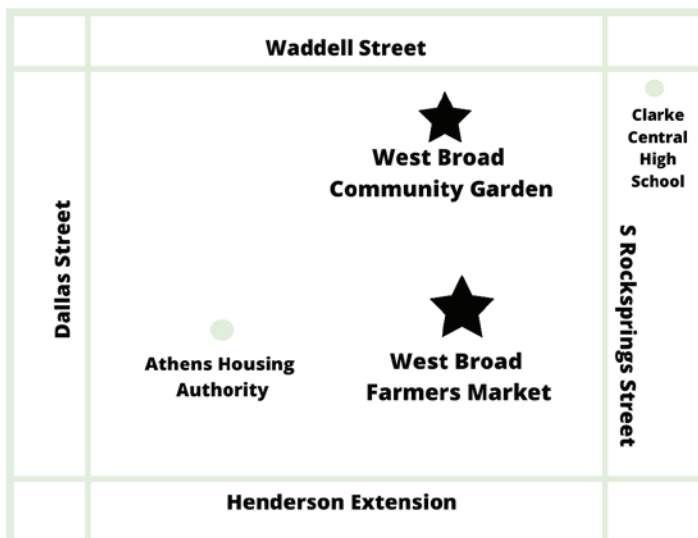 Waddell Street
West Broad
Community Garden
Clarke
Central
High
School
Dallas Street
S Rocksprings Street
Athens Housing
Authority
West Broad
Farmers Market
Henderson Extension